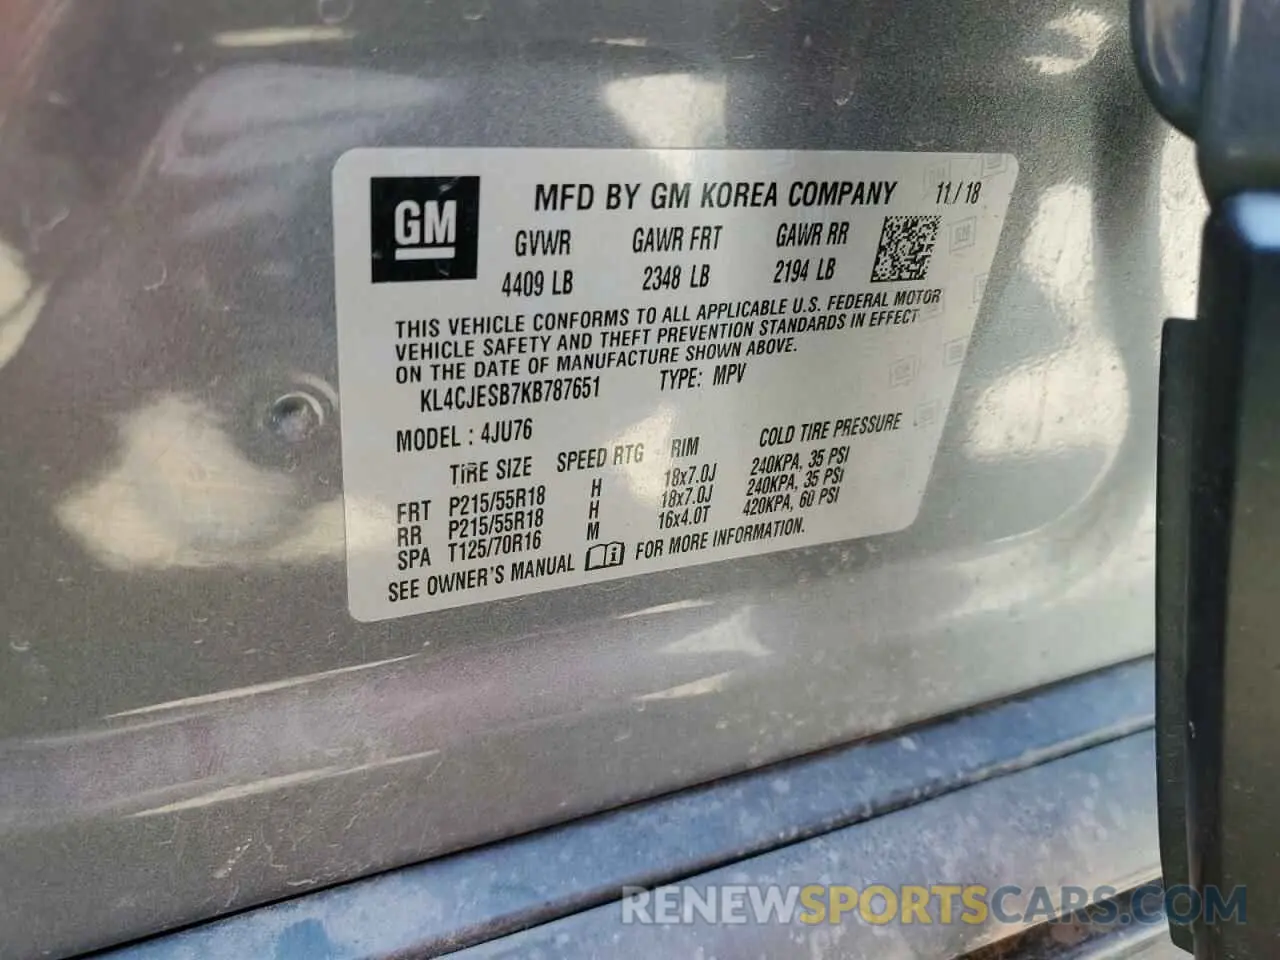 GM
MFD BY GM KOREA COMPANY 11/18
GVWR GAWR FRT GAWR RR
4409 LB 2348 LB 2194 LB
THIS VEHICLE CONFORMS TO ALL APPLICABLE U.S. FEDERAL MOTOR
VEHICLE SAFETY AND THEFT PREVENTION STANDARDS IN EFFECT
ON THE DATE OF MANUFACTURE SHOWN ABOVE.
KL4CJESB7KB787651 TYPE: MPV
MODEL : 4JU76
TIRE SIZE SPEED RTG RIM COLD TIRE PRESSURE
FRT P215/55R18 H 18x7.0J 240KPA, 35 PSI
RR P215/55R18 H 18x7.0J 240KPA, 35 PSI
SPA T125/70R16 M 16x4.0T 420KPA, 60 PSI
SEE OWNER'S MANUAL FOR MORE INFORMATION.
RENEWSPORTSCARS.COM